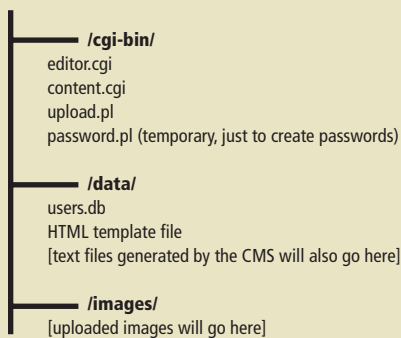 /cgi-bin/
editor.cgi
content.cgi
upload.pl
password.pl (temporary, just to create passwords)
/data/
users.db
HTML template file
[text files generated by the CMS will also go here]
/images/
[uploaded images will go here]